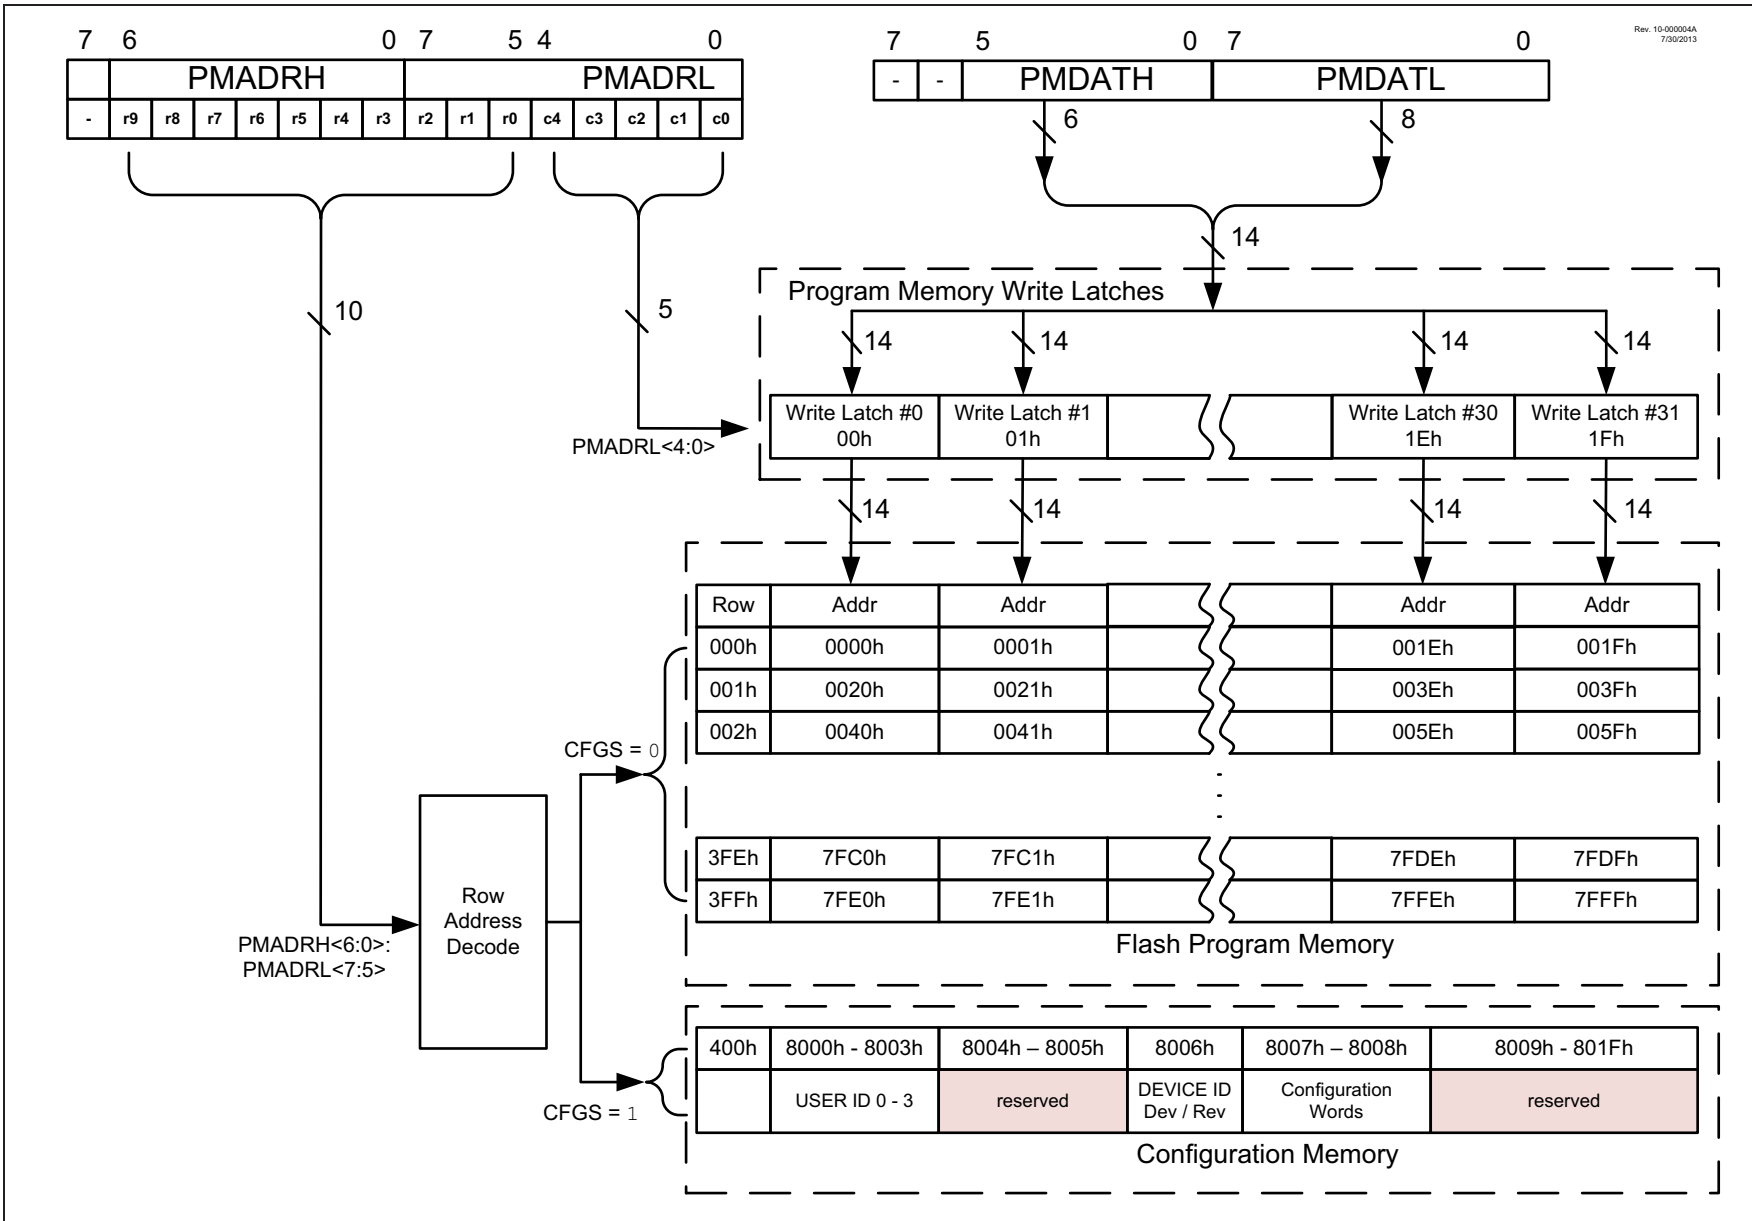 7 6 0 7 5 4 0
7 5 0 7 0
Rev. 10-000004A
7/30/2013
PMADRH PMADRL
- - PMDATH PMDATL
- r9 r8 r7 r6 r5 r4 r3 r2 r1 r0 c4 c3 c2 c1 c0
6 8
14
Program Memory Write Latches
10 5
14 14 14 14
Write Latch #0 Write Latch #1 Write Latch #30 Write Latch #31
00h 01h 1Eh 1Fh
PMADRL<4:0>
14 14 14 14
Row Addr Addr Addr Addr
000h 0000h 0001h 001Eh 001Fh
001h 0020h 0021h 003Eh 003Fh
002h 0040h 0041h 005Eh 005Fh
CFGS = 0
3FEh 7FC0h 7FC1h 7FDEh 7FDFh
3FFh 7FE0h 7FE1h 7FFEh 7FFFh
Row
Address
Decode
PMADRH<6:0>:
PMADRL<7:5>
Flash Program Memory
400h 8000h - 8003h 8004h – 8005h 8006h 8007h – 8008h 8009h - 801Fh
USER ID 0 - 3 reserved DEVICE ID Configuration reserved
Dev / Rev Words
CFGS = 1
Configuration Memory